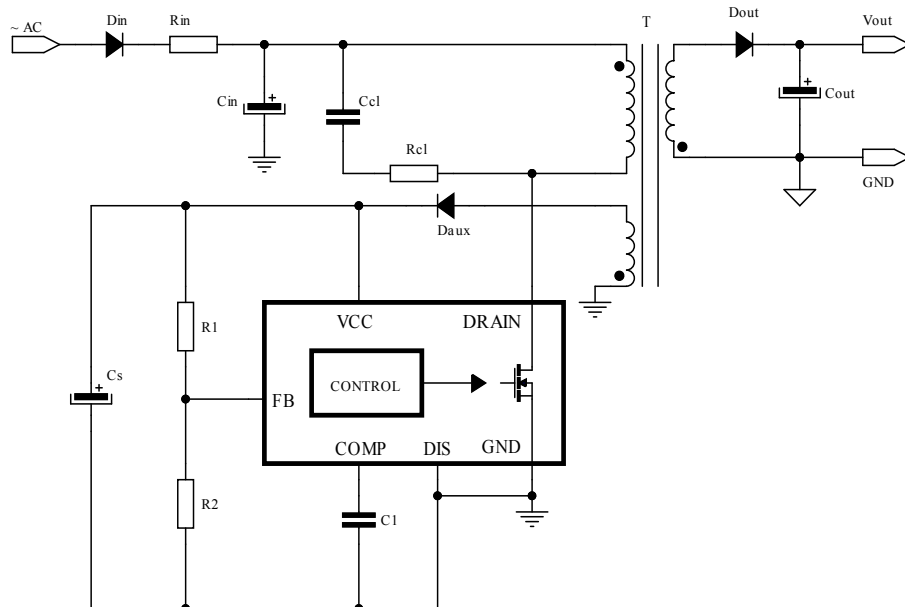 ~ AC
Din
Rin
T
Dout
Vout
Cin
Ccl
Cout
Rcl
GND
Daux
R1
VCC
DRAIN
Cs
CONTROL
FB
COMP
DIS
GND
R2
C1